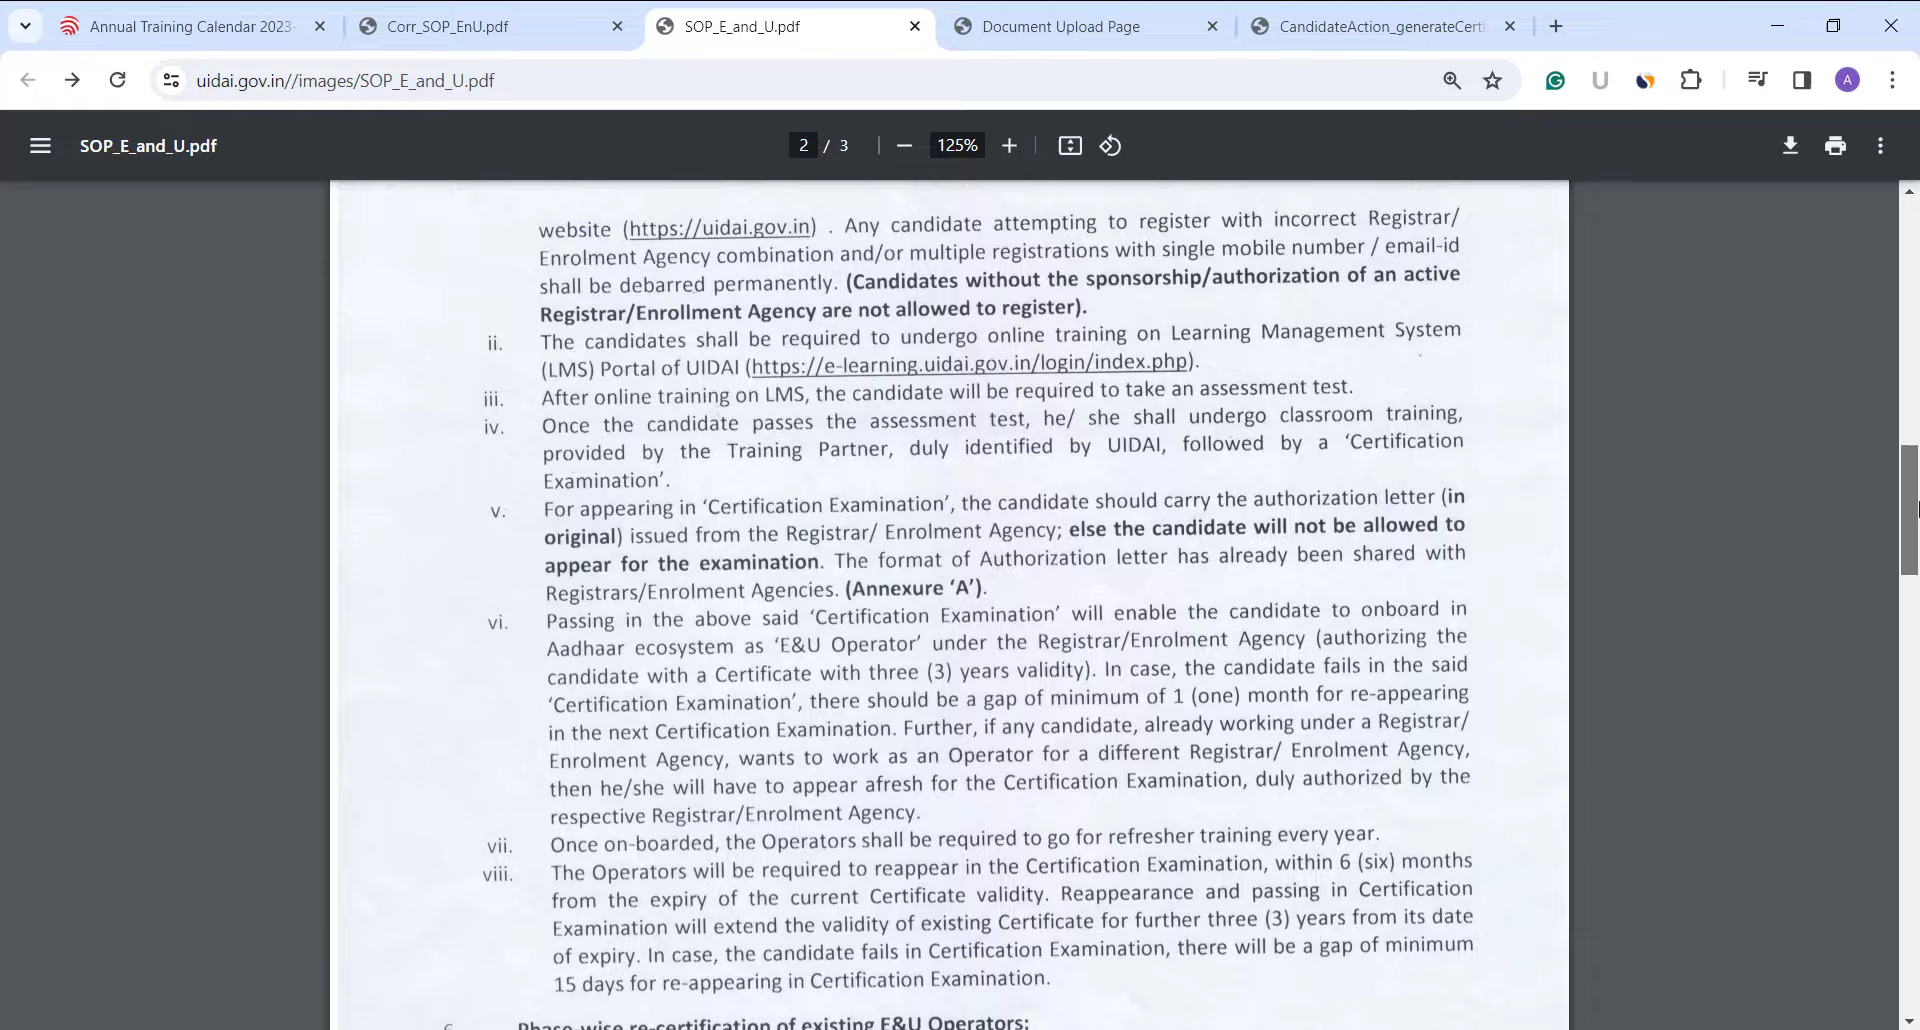 Annual Training Calendar 2023-
Corr_SOP_EnU.pdf
SOP_E_and_U.pdf
Document Upload Page
CandidateAction_generateCerti
uidai.gov.in//images/SOP_E_and_U.pdf
A
SOP_E_and_U.pdf
2 / 3
125%
website (https://uidai.gov.in) . Any candidate attempting to register with incorrect Registrar/
Enrolment Agency combination and/or multiple registrations with single mobile number / email-id
shall be debarred permanently. (Candidates without the sponsorship/authorization of an active
Registrar/Enrollment Agency are not allowed to register).
ii. The candidates shall be required to undergo online training on Learning Management System
(LMS) Portal of UIDAI (https://e-learning.uidai.gov.in/login/index.php).
iii. After online training on LMS, the candidate will be required to take an assessment test.
iv. Once the candidate passes the assessment test, he/ she shall undergo classroom training,
provided by the Training Partner, duly identified by UIDAI, followed by a ‘Certification
Examination’.
v. For appearing in ‘Certification Examination’, the candidate should carry the authorization letter (in
original) issued from the Registrar/ Enrolment Agency; else the candidate will not be allowed to
appear for the examination. The format of Authorization letter has already been shared with
Registrars/Enrolment Agencies. (Annexure ‘A’).
vi. Passing in the above said ‘Certification Examination’ will enable the candidate to onboard in
Aadhaar ecosystem as ‘E&U Operator’ under the Registrar/Enrolment Agency (authorizing the
candidate with a Certificate with three (3) years validity). In case, the candidate fails in the said
‘Certification Examination’, there should be a gap of minimum of 1 (one) month for re-appearing
in the next Certification Examination. Further, if any candidate, already working under a Registrar/
Enrolment Agency, wants to work as an Operator for a different Registrar/ Enrolment Agency,
then he/she will have to appear afresh for the Certification Examination, duly authorized by the
respective Registrar/Enrolment Agency.
vii. Once on-boarded, the Operators shall be required to go for refresher training every year.
viii. The Operators will be required to reappear in the Certification Examination, within 6 (six) months
from the expiry of the current Certificate validity. Reappearance and passing in Certification
Examination will extend the validity of existing Certificate for further three (3) years from its date
of expiry. In case, the candidate fails in Certification Examination, there will be a gap of minimum
15 days for re-appearing in Certification Examination.
Phase-wise re-certification of existing E&U Operators: